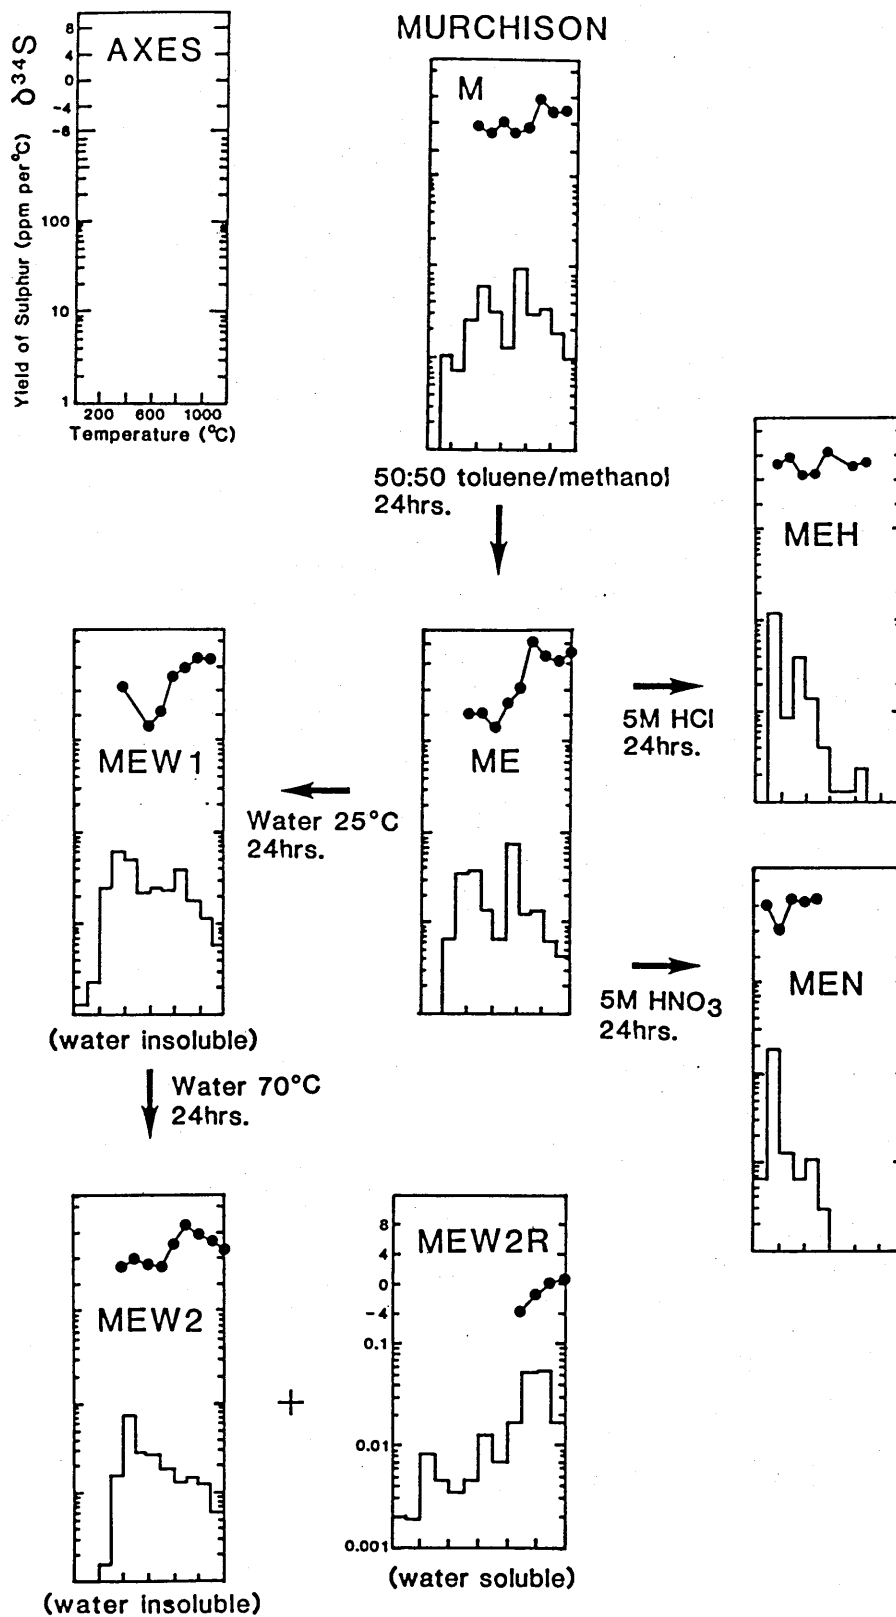 MURCHISON
AXES
δ³⁴S
8
4
0
-4
-8
Yield of Sulphur (ppm per°C)
100
10
1
200 600 1000
Temperature (°C)
M
50:50 toluene/methanol
24hrs.
MEH
MEW1
ME
5M HCl
24hrs.
Water 25°C
24hrs.
MEN
5M HNO₃
24hrs.
(water insoluble)
Water 70°C
24hrs.
MEW2
MEW2R
8
4
0
-4
0.1
+
0.01
0.001
(water soluble)
(water insoluble)